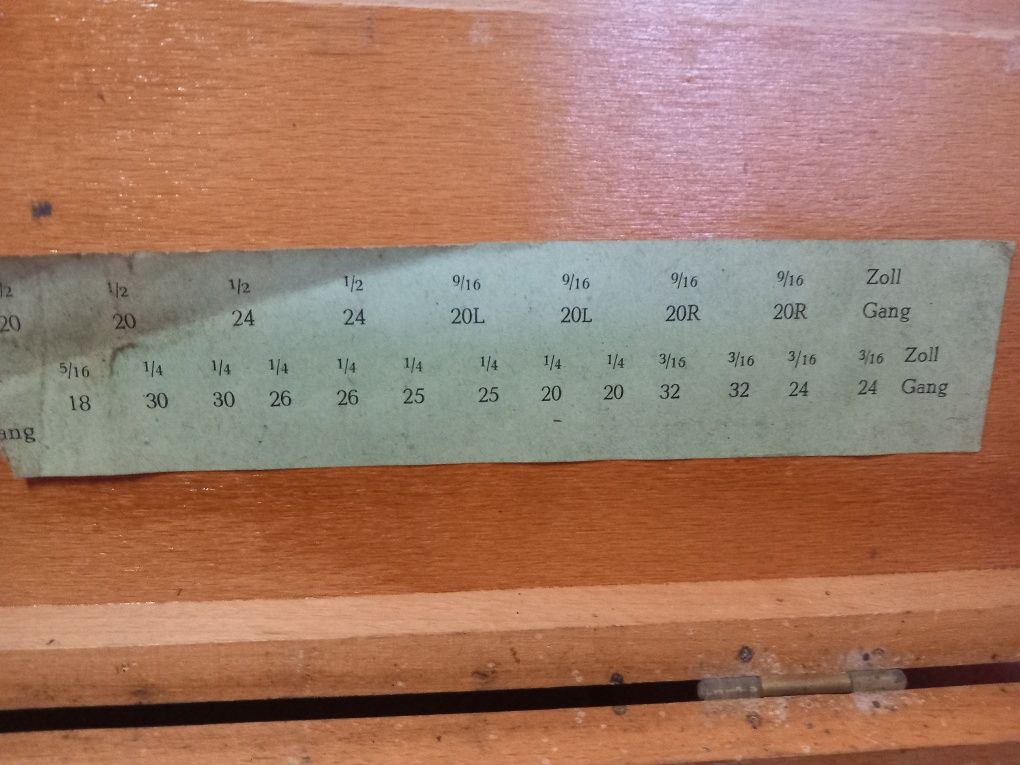 1/2 1/2 1/2 1/2 9/16 9/16 9/16 9/16 Zoll
20 20 24 24 20L 20L 20R 20R Gang
5/16 1/4 1/4 1/4 1/4 1/4 1/4 1/4 1/4 3/16 3/16 3/16 3/16 Zoll
18 30 30 26 26 25 25 20 20 32 32 24 24 Gang